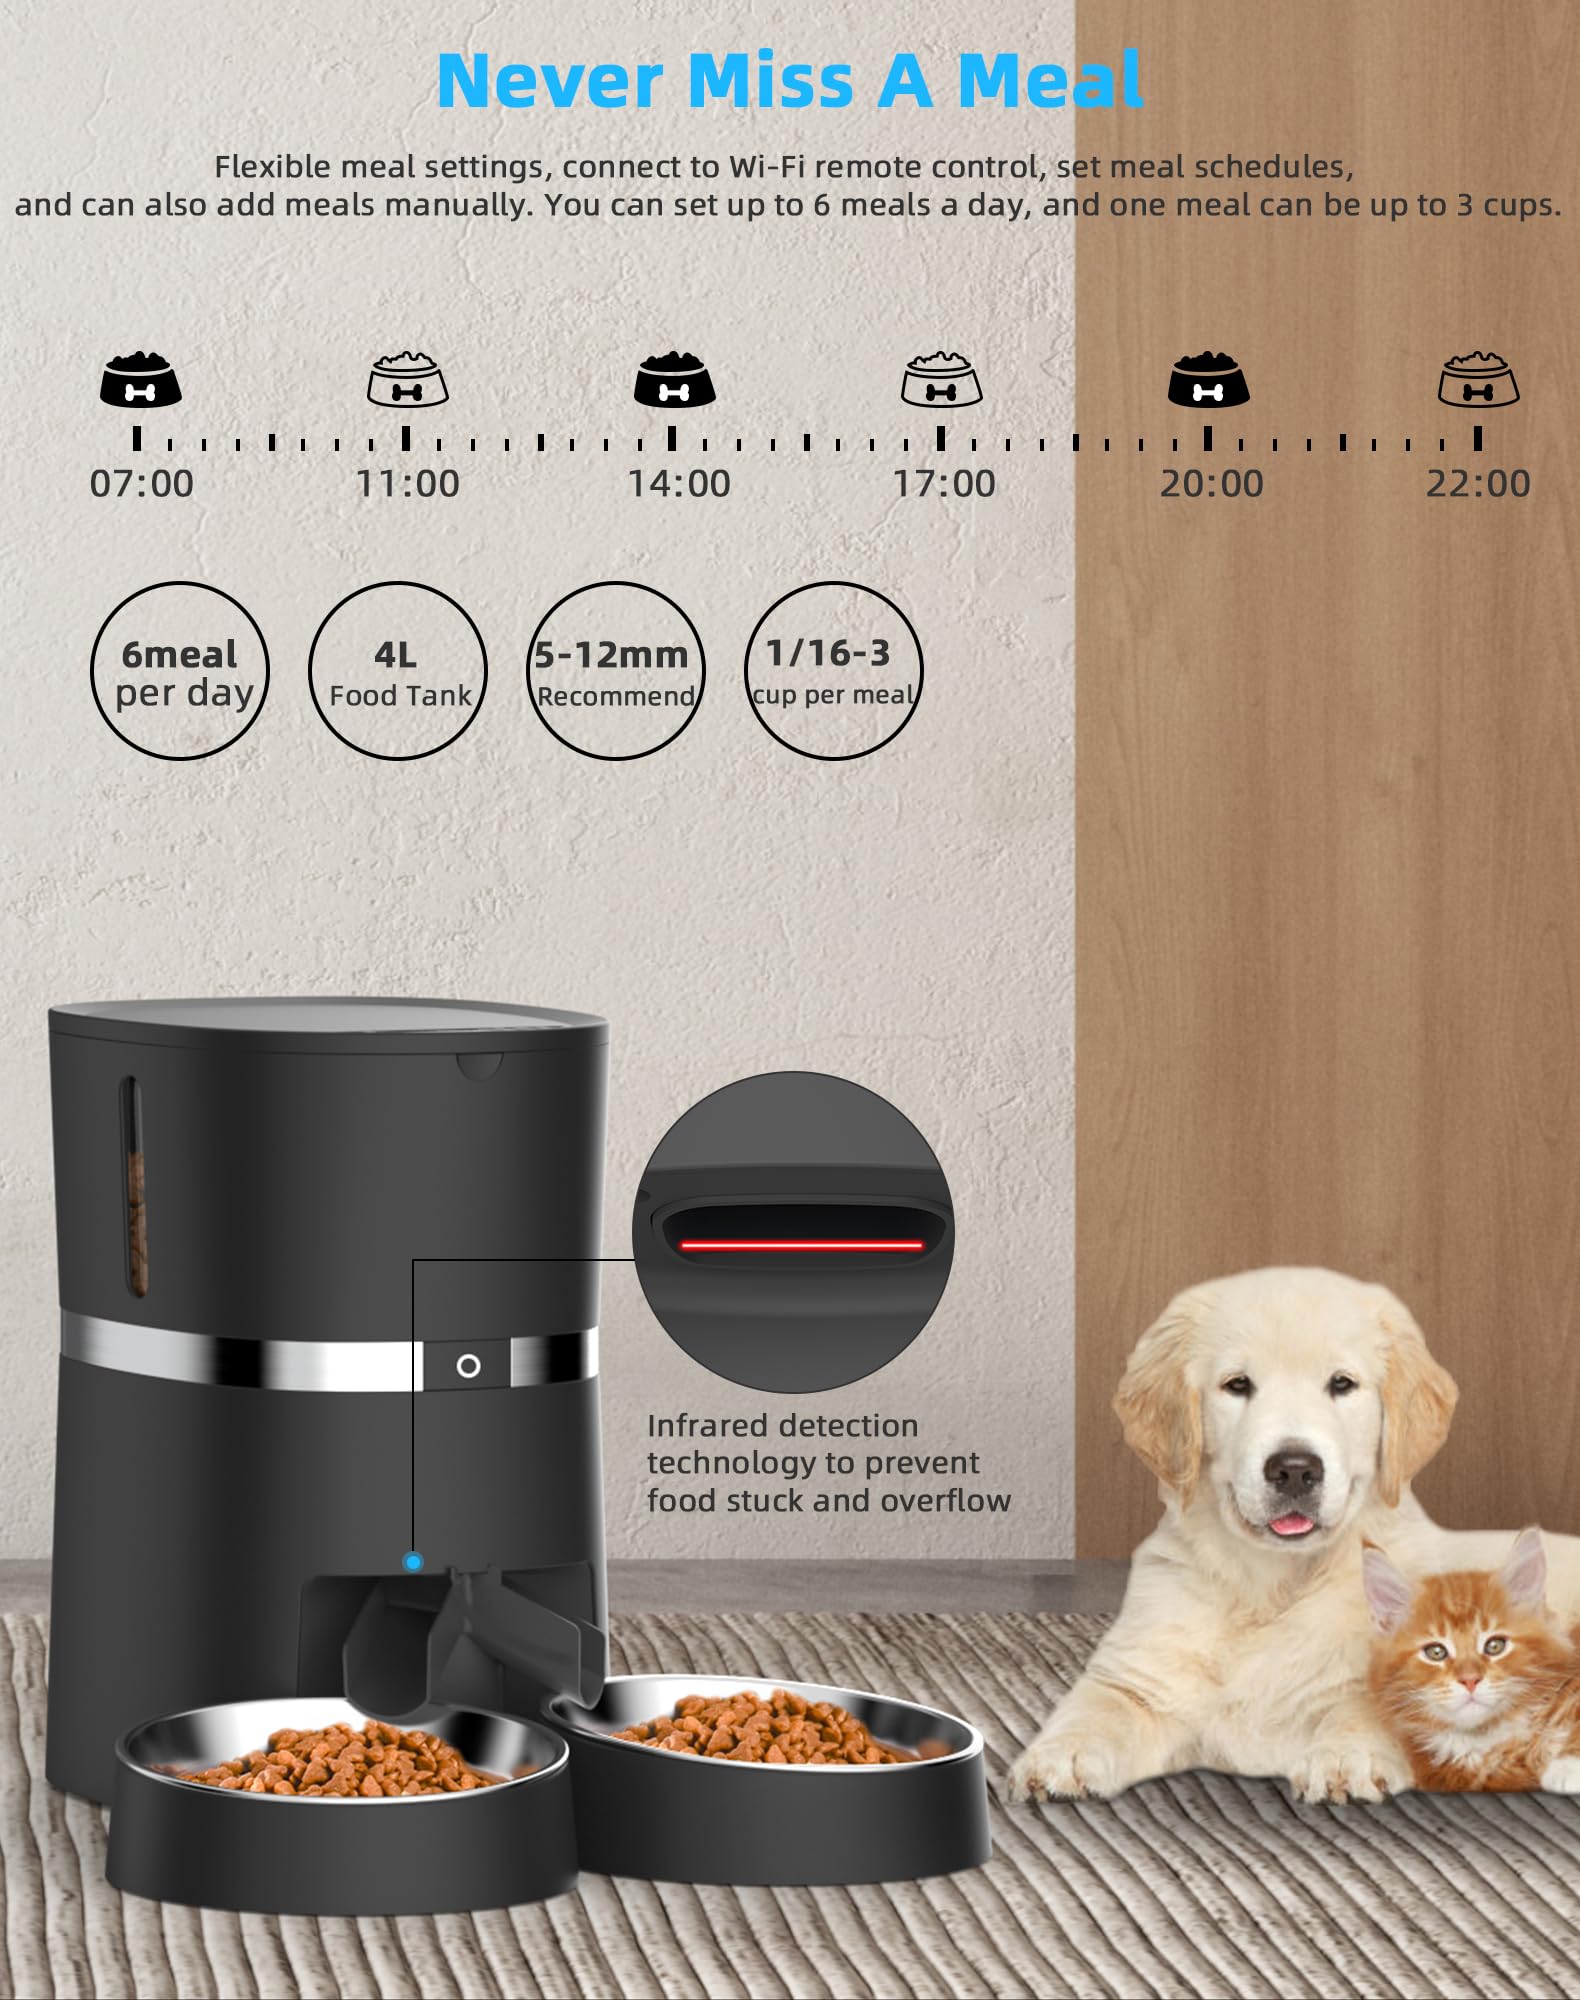 Never Miss A Meal
Flexible meal settings, connect to Wi-Fi remote control, set meal schedules,
and can also add meals manually. You can set up to 6 meals a day, and one meal can be up to 3 cups.
07:00 11:00 14:00 17:00 20:00 22:00
6meal
per day
4L
Food Tank
5-12mm
Recommend
1/16-3
cup per meal
Infrared detection
technology to prevent
food stuck and overflow